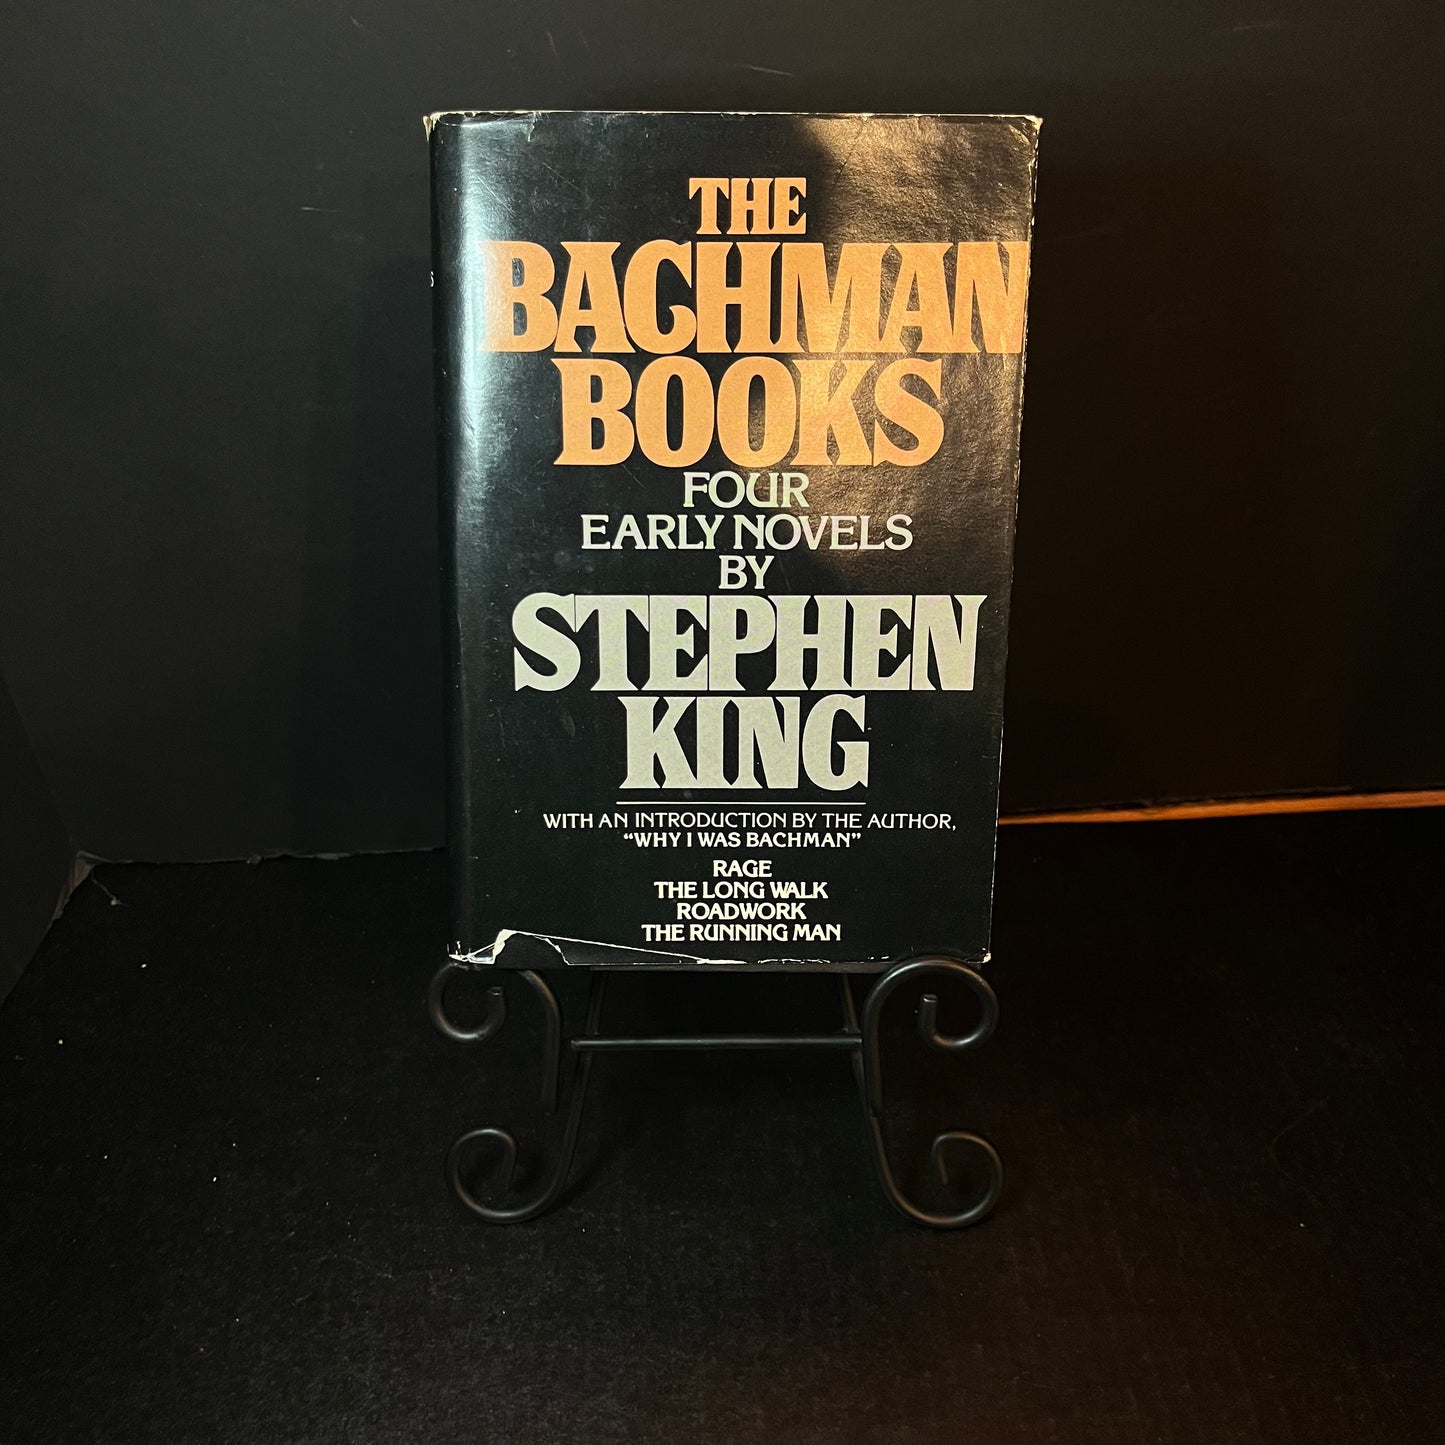 THE
BACHMAN
BOOKS
FOUR
EARLY NOVELS
BY
STEPHEN
KING
WITH AN INTRODUCTION BY THE AUTHOR,
“WHY I WAS BACHMAN”
RAGE
THE LONG WALK
ROADWORK
THE RUNNING MAN